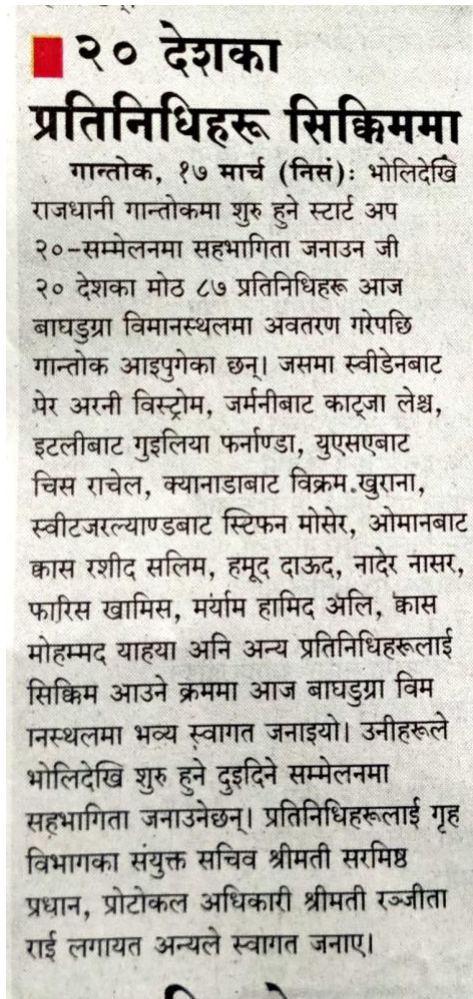 २० देशका
प्रतिनिधिहरू सिक्किममा
गान्तोक, १७ मार्च (निसं): भोलिदेखि
राजधानी गान्तोकमा शुरु हुने स्टार्ट अप
२०-सम्मेलनमा सहभागिता जनाउन जी
२० देशका मोठ ८७ प्रतिनिधिहरू आज
बाघडुग्रा विमानस्थलमा अवतरण गरेपछि
गान्तोक आइपुगेका छन्। जसमा स्वीडेनबाट
पेर अरनी विस्ट्रोम, जर्मनीबाट काट्जा लेश्च,
इटलीबाट गुइलिया फर्नाण्डा, युएसएबाट
चिस राचेल, क्यानाडाबाट विक्रम.खुराना,
स्वीटजरल्याण्डबाट स्टिफन मोसेर, ओमानबाट
क्वास रशीद सलिम, हमूद दाऊद, नादेर नासर,
फारिस खामिस, मर्याम हामिद अलि, क्वास
मोहम्मद याहया अनि अन्य प्रतिनिधिहरूलाई
सिक्किम आउने क्रममा आज बाघडुग्रा विम
ानस्थलमा भव्य स्वागत जनाइयो। उनीहरूले
भोलिदेखि शुरु हुने दुइदिने सम्मेलनमा
सहभागिता जनाउनेछन्। प्रतिनिधिहरूलाई गृह
विभागका संयुक्त सचिव श्रीमती सरमिष्ठ
प्रधान, प्रोटोकल अधिकारी श्रीमती रञ्जीता
राई लगायत अन्यले स्वागत जनाए।